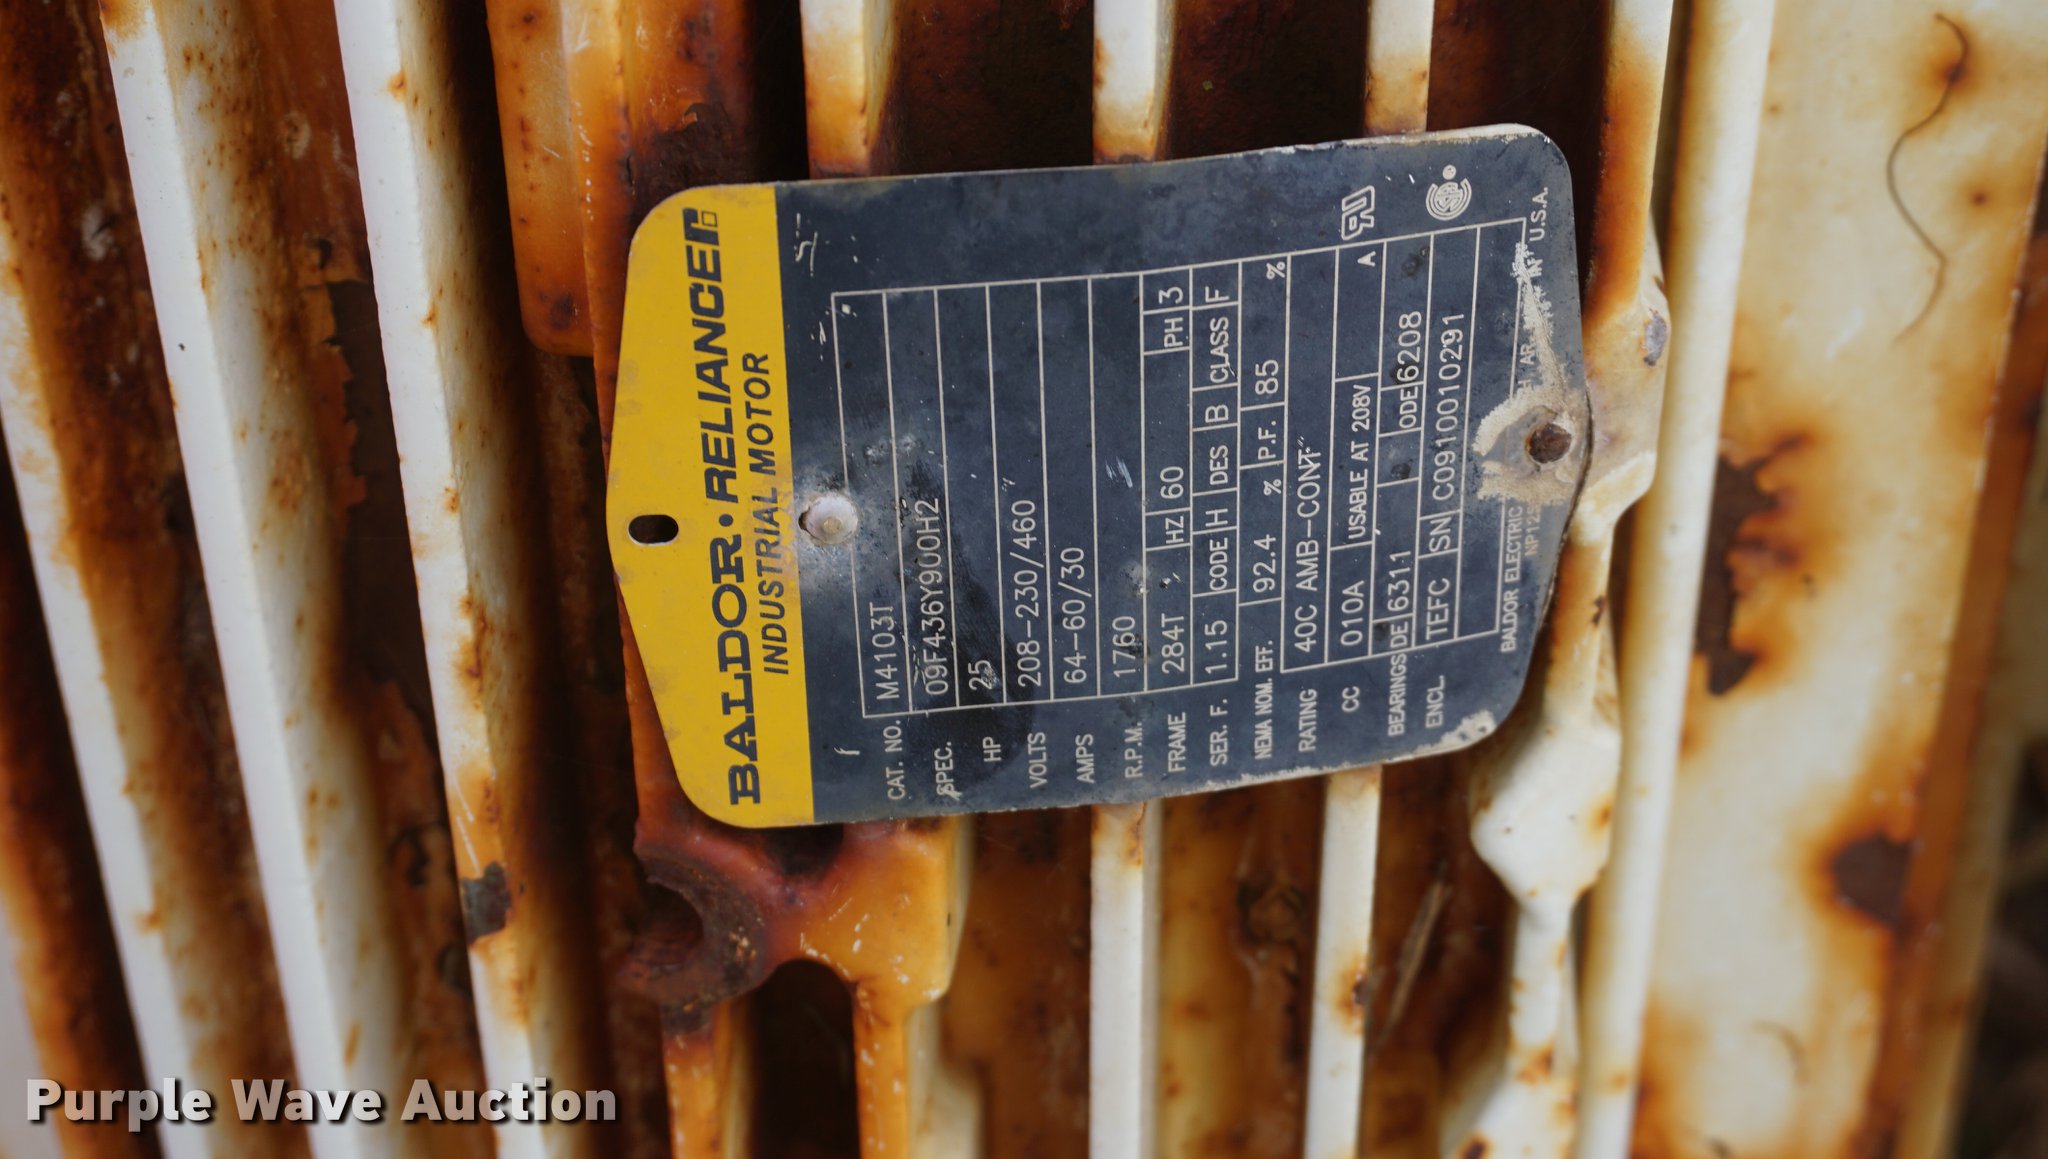 BALDOR • RELIANCE
INDUSTRIAL MOTOR
CAT. NO. M4103T
SPEC. 09F436Y900H2
HP 25
VOLTS 208-230/460
AMPS 64-60/30
R.P.M. 1760
FRAME 284T HZ 60 PH 3
SER. F. 1.15 CODE H DES B CLASS F
NEMA NOM. EFF. 92.4 % P.F. 85 %
RATING 40C AMB-CONT
CC 010A USABLE AT 208V A
BEARINGS DE 6311 ODE 6208
ENCL TEFC SN C0910010291
BALDOR ELECTRIC U.S.A.
Purple Wave Auction